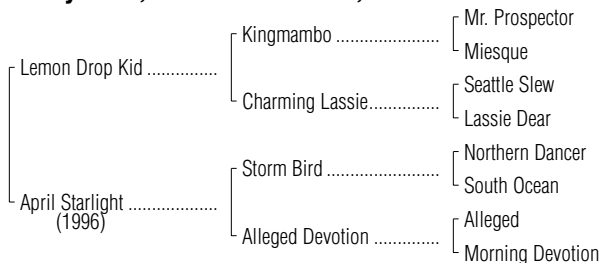 Kingmambo ....................
Mr. Prospector
Miesque
Lemon Drop Kid ..............
Charming Lassie..............
Seattle Slew
Lassie Dear
Storm Bird ......................
Northern Dancer
South Ocean
April Starlight ..................
(1996)
Alleged Devotion .............
Alleged
Morning Devotion